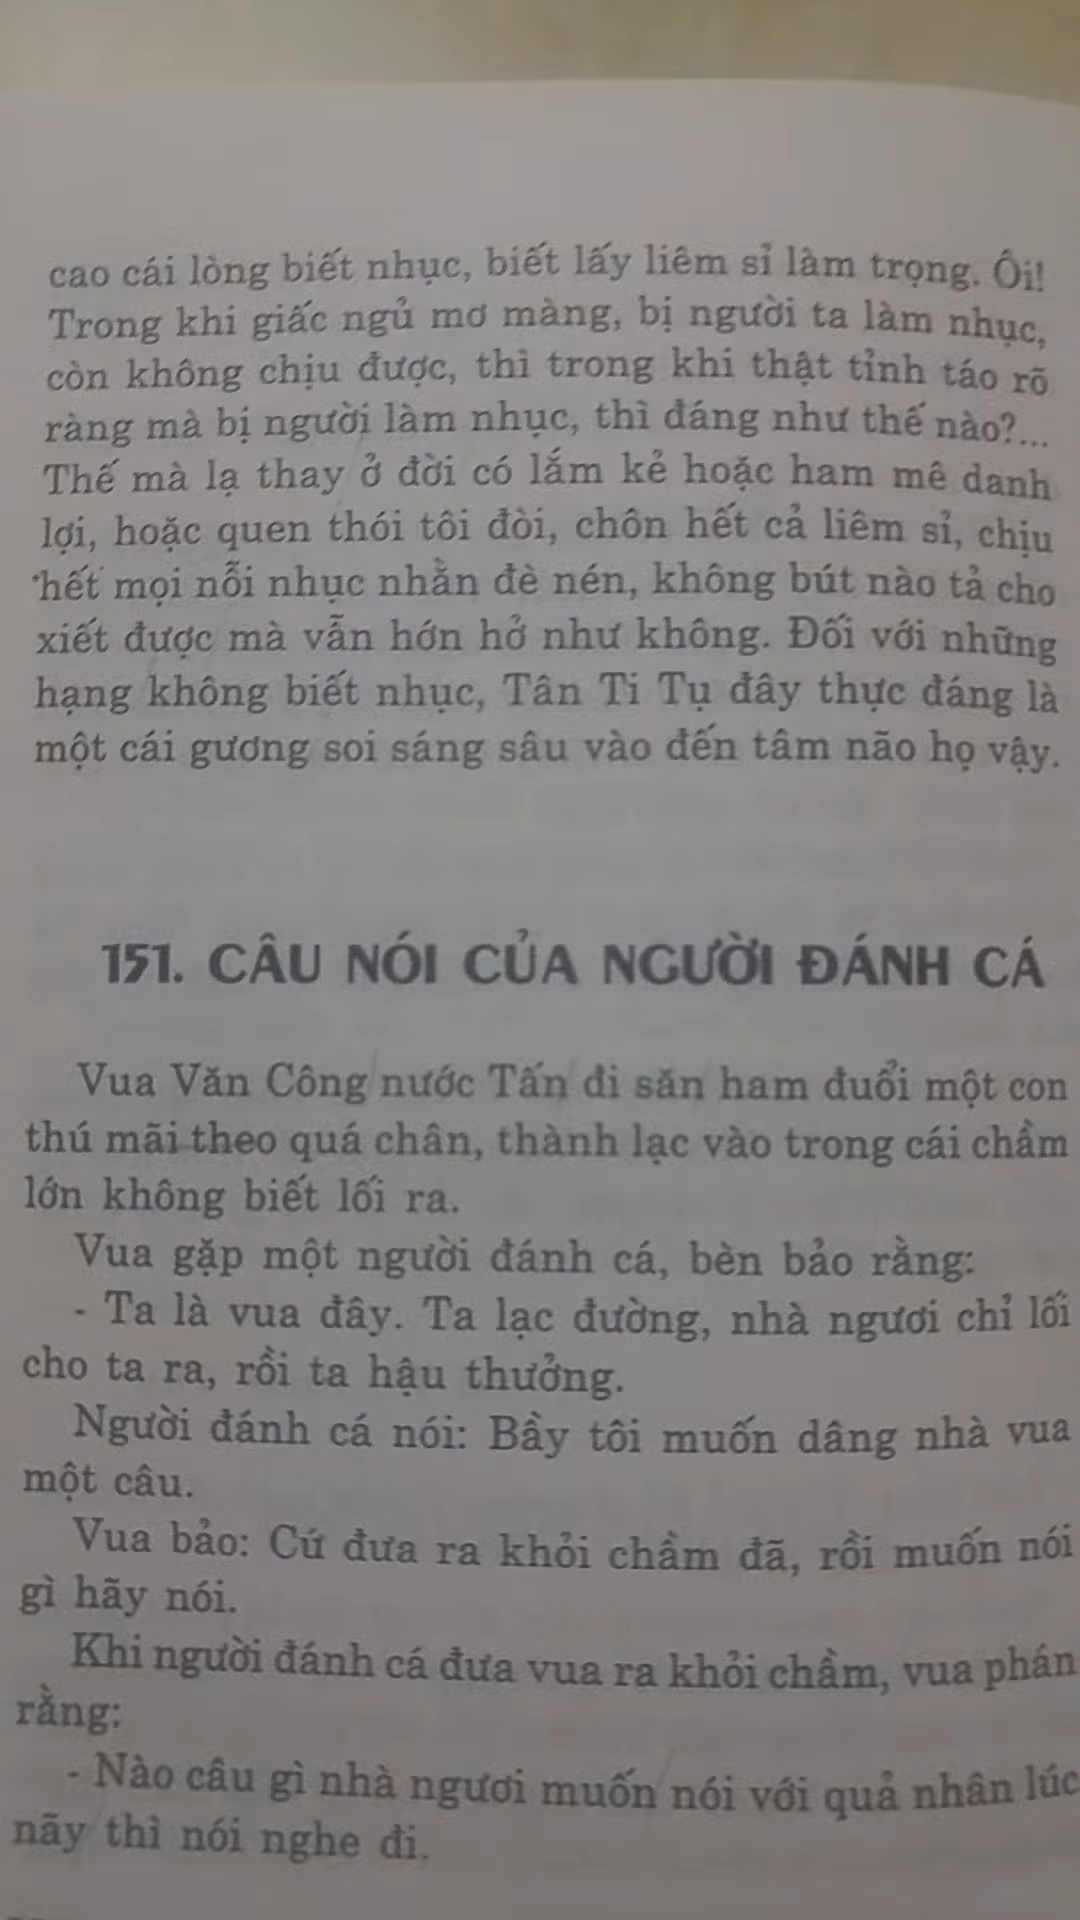 cao cái lòng biết nhục, biết lấy liêm sỉ làm trọng. Ôi!
Trong khi giấc ngủ mơ màng, bị người ta làm nhục,
còn không chịu được, thì trong khi thật tỉnh táo rõ
ràng mà bị người làm nhục, thì đáng như thế nào?...
Thế mà lạ thay ở đời có lắm kẻ hoặc ham mê danh
lợi, hoặc quen thói tôi đòi, chôn hết cả liêm sỉ, chịu
hết mọi nỗi nhục nhằn đè nén, không bút nào tả cho
xiết được mà vẫn hớn hở như không. Đối với những
hạng không biết nhục, Tân Ti Tụ đây thực đáng là
một cái gương soi sáng sâu vào đến tâm não họ vậy.
151. CÂU NÓI CỦA NGƯỜI ĐÁNH CÁ
Vua Văn Công nước Tấn đi săn ham đuổi một con
thú mãi theo quá chân, thành lạc vào trong cái chằm
lớn không biết lối ra.
Vua gặp một người đánh cá, bèn bảo rằng:
- Ta là vua đây. Ta lạc đường, nhà ngươi chỉ lối
cho ta ra, rồi ta hậu thưởng.
Người đánh cá nói: Bầy tôi muốn dâng nhà vua
một câu.
Vua bảo: Cứ đưa ra khỏi chằm đã, rồi muốn nói
gì hãy nói.
Khi người đánh cá đưa vua ra khỏi chằm, vua phán
rằng:
- Nào câu gì nhà ngươi muốn nói với quả nhân lúc
nãy thì nói nghe đi.